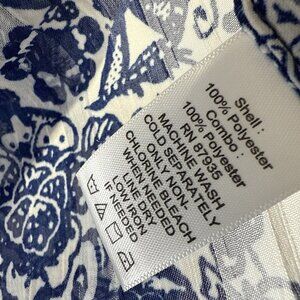 Shell :
100% Polyester
Combo :
100% Polyester
RN 87935
MACHINE WASH
COLD SEPARATELY
ONLY NON-
CHLORINE BLEACH
WHEN NEEDED
LINE DRY
LOW IRON
IF NEEDED